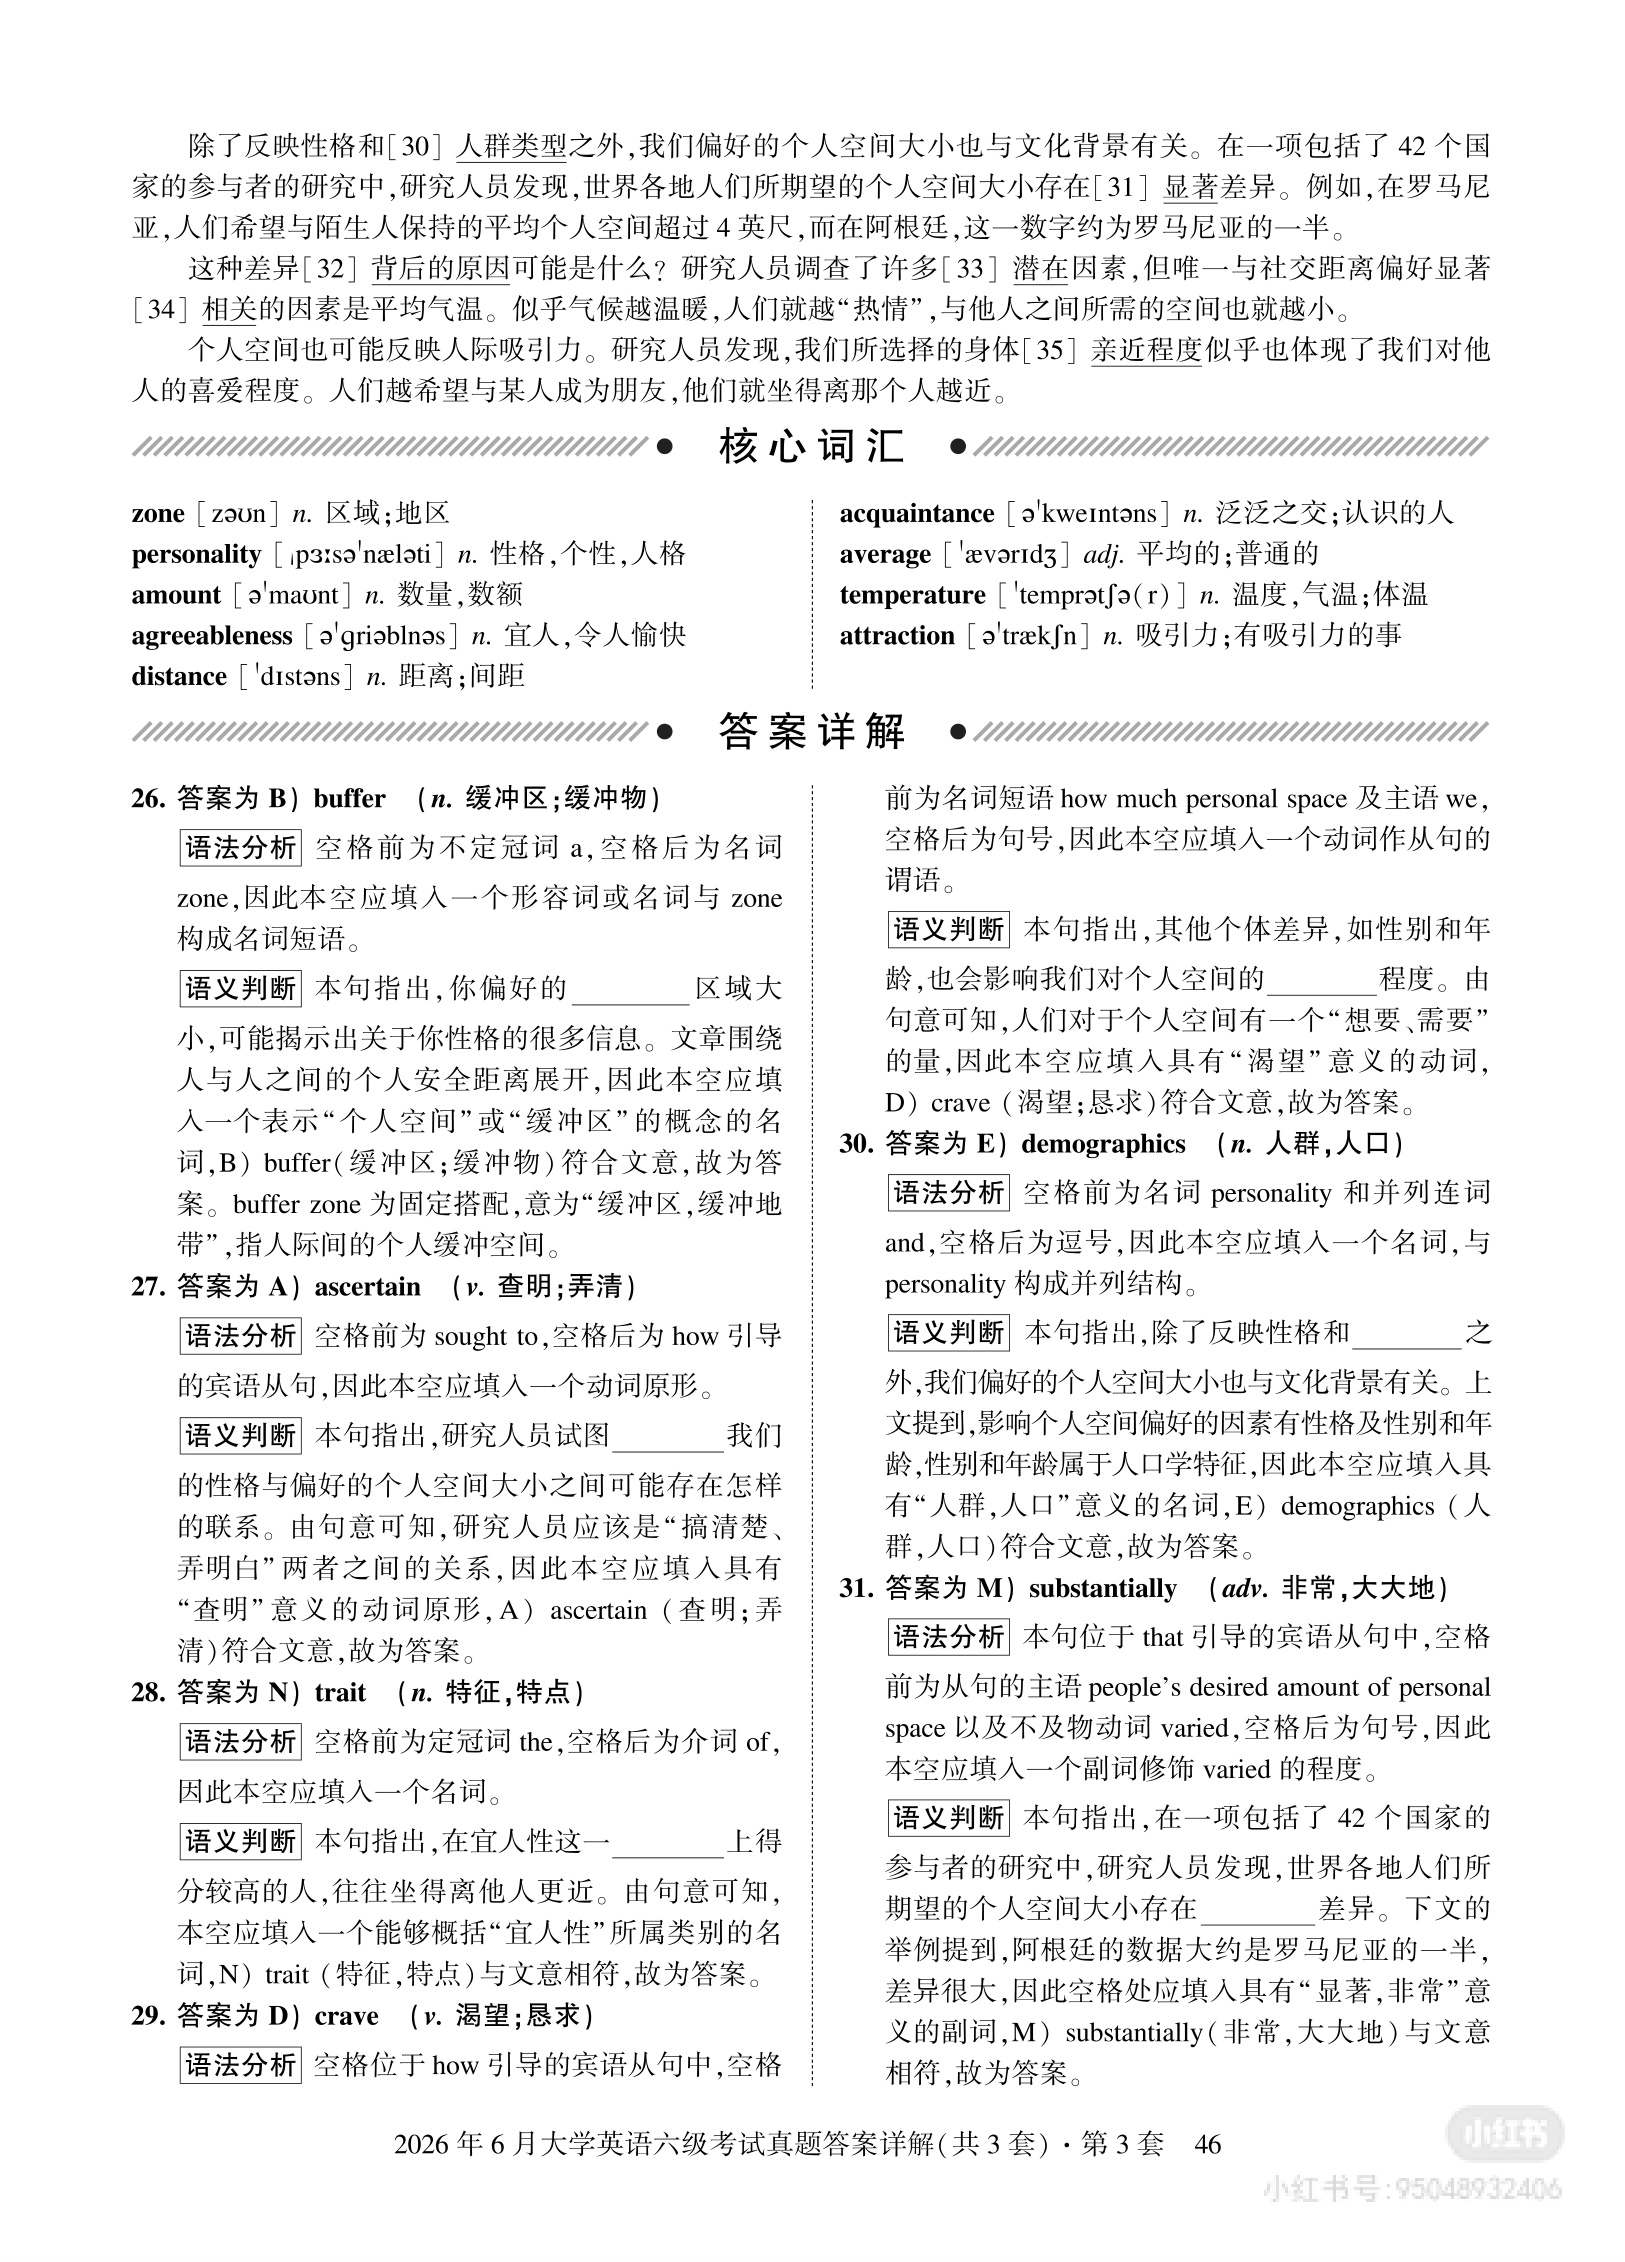 除了反映性格和[30] 人群类型之外,我们偏好的个人空间大小也与文化背景有关。在一项包括了 42 个国
家的参与者的研究中,研究人员发现,世界各地人们所期望的个人空间大小存在[31] 显著差异。例如,在罗马尼
亚,人们希望与陌生人保持的平均个人空间超过 4 英尺,而在阿根廷,这一数字约为罗马尼亚的一半。
这种差异[32] 背后的原因可能是什么? 研究人员调查了许多[33] 潜在因素,但唯一与社交距离偏好显著
[34] 相关的因素是平均气温。似乎气候越温暖,人们就越“热情”,与他人之间所需的空间也就越小。
个人空间也可能反映人际吸引力。研究人员发现,我们所选择的身体[35] 亲近程度似乎也体现了我们对他
人的喜爱程度。人们越希望与某人成为朋友,他们就坐得离那个人越近。
核心词汇
zone [zəʊn] n. 区域;地区
personality [ˌpɜːsəˈnæləti] n. 性格,个性,人格
amount [əˈmaʊnt] n. 数量,数额
agreeableness [əˈɡriəblnəs] n. 宜人,令人愉快
distance [ˈdɪstəns] n. 距离;间距
acquaintance [əˈkweɪntəns] n. 泛泛之交;认识的人
average [ˈævərɪdʒ] adj. 平均的;普通的
temperature [ˈtemprətʃə(r)] n. 温度,气温;体温
attraction [əˈtrækʃn] n. 吸引力;有吸引力的事
答案详解
26. 答案为 B) buffer (n. 缓冲区;缓冲物)
语法分析 空格前为不定冠词 a,空格后为名词
zone,因此本空应填入一个形容词或名词与 zone
构成名词短语。
语义判断 本句指出,你偏好的________区域大
小,可能揭示出关于你性格的很多信息。文章围绕
人与人之间的个人安全距离展开,因此本空应填
入一个表示“个人空间”或“缓冲区”的概念的名
词,B) buffer(缓冲区;缓冲物)符合文意,故为答
案。buffer zone 为固定搭配,意为“缓冲区,缓冲地
带”,指人际间的个人缓冲空间。
27. 答案为 A) ascertain (v. 查明;弄清)
语法分析 空格前为 sought to,空格后为 how 引导
的宾语从句,因此本空应填入一个动词原形。
语义判断 本句指出,研究人员试图________我们
的性格与偏好的个人空间大小之间可能存在怎样
的联系。由句意可知,研究人员应该是“搞清楚、
弄明白”两者之间的关系,因此本空应填入具有
“查明”意义的动词原形,A) ascertain (查明;弄
清)符合文意,故为答案。
28. 答案为 N) trait (n. 特征,特点)
语法分析 空格前为定冠词 the,空格后为介词 of,
因此本空应填入一个名词。
语义判断 本句指出,在宜人性这一________上得
分较高的人,往往坐得离他人更近。由句意可知,
本空应填入一个能够概括“宜人性”所属类别的名
词,N) trait (特征,特点)与文意相符,故为答案。
29. 答案为 D) crave (v. 渴望;恳求)
语法分析 空格位于 how 引导的宾语从句中,空格
前为名词短语 how much personal space 及主语 we,
空格后为句号,因此本空应填入一个动词作从句的
谓语。
语义判断 本句指出,其他个体差异,如性别和年
龄,也会影响我们对个人空间的________程度。由
句意可知,人们对于个人空间有一个“想要、需要”
的量,因此本空应填入具有“渴望”意义的动词,
D) crave (渴望;恳求)符合文意,故为答案。
30. 答案为 E) demographics (n. 人群,人口)
语法分析 空格前为名词 personality 和并列连词
and,空格后为逗号,因此本空应填入一个名词,与
personality 构成并列结构。
语义判断 本句指出,除了反映性格和________之
外,我们偏好的个人空间大小也与文化背景有关。上
文提到,影响个人空间偏好的因素有性格及性别和年
龄,性别和年龄属于人口学特征,因此本空应填入具
有“人群,人口”意义的名词,E) demographics (人
群,人口)符合文意,故为答案。
31. 答案为 M) substantially (adv. 非常,大大地)
语法分析 本句位于 that 引导的宾语从句中,空格
前为从句的主语 people’s desired amount of personal
space 以及不及物动词 varied,空格后为句号,因此
本空应填入一个副词修饰 varied 的程度。
语义判断 本句指出,在一项包括了 42 个国家的
参与者的研究中,研究人员发现,世界各地人们所
期望的个人空间大小存在________差异。下文的
举例提到,阿根廷的数据大约是罗马尼亚的一半,
差异很大,因此空格处应填入具有“显著,非常”意
义的副词,M) substantially(非常,大大地)与文意
相符,故为答案。
2026 年 6 月大学英语六级考试真题答案详解(共 3 套)·第 3 套 46
小红书
小红书号:95048932406